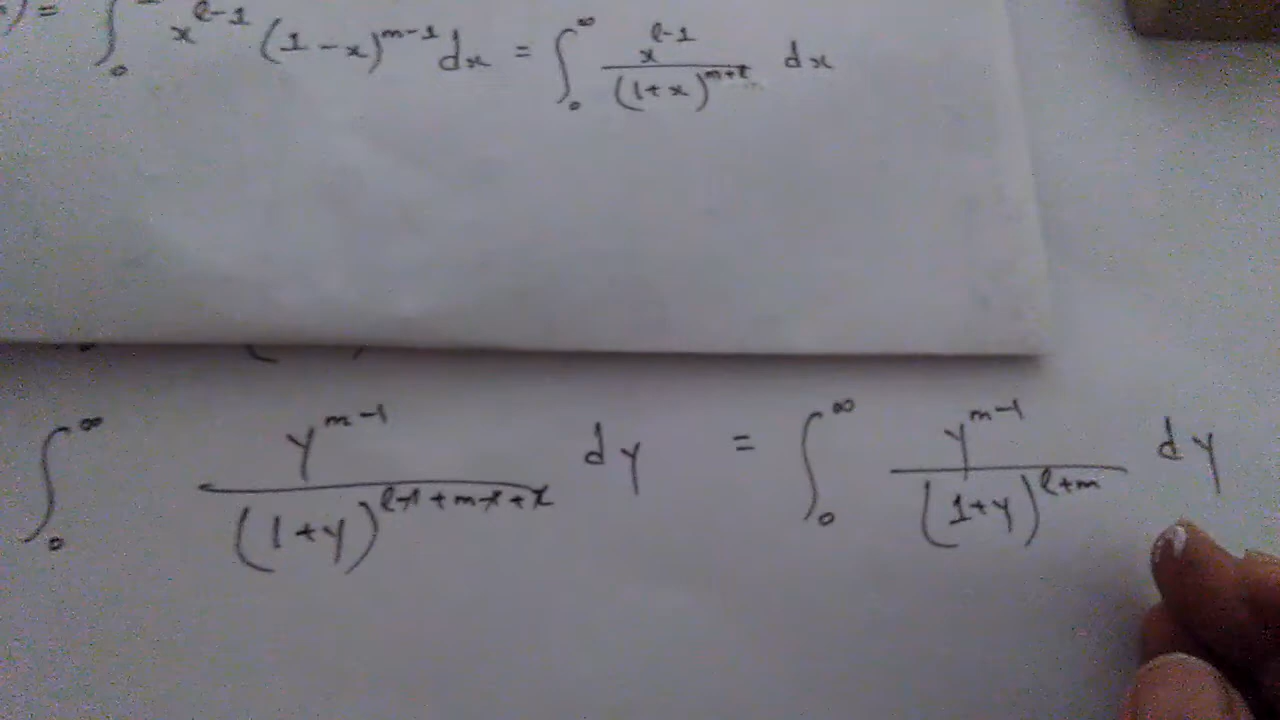 ) = ∫₀ x^(l-1) (1-x)^(m-1) dx = ∫₀^∞ x^(l-1) / (1+x)^(m+l) dx
∫₀^∞ y^(m-1) / (1+y)^(l-1+m-1+2) dy = ∫₀^∞ y^(m-1) / (1+y)^(l+m) dy